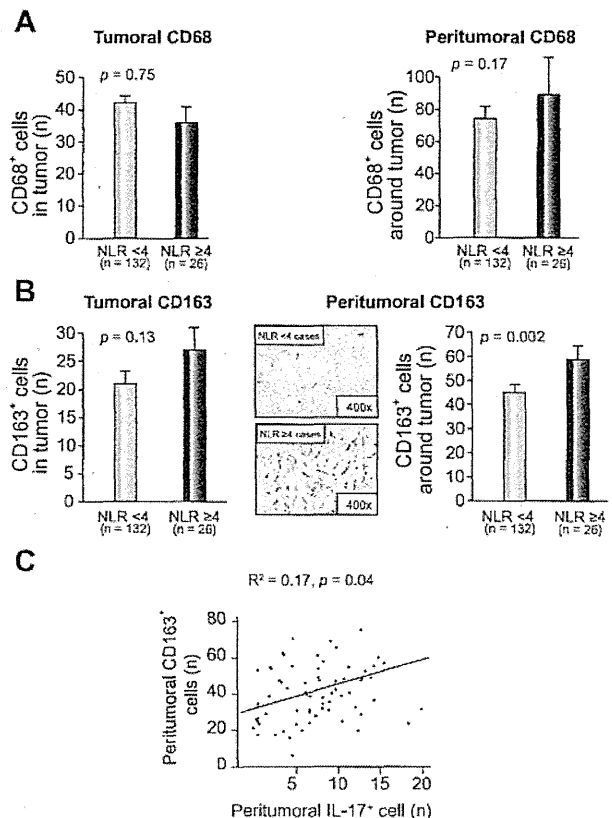 A
Tumoral CD68
Peritumoral CD68
p = 0.75
p = 0.17
CD68+ cells
in tumor (n)
50
40
30
20
10
0
NLR <4
(n = 132)
NLR ≥4
(n = 26)
CD68+ cells
around tumor (n)
120
100
80
60
40
20
0
NLR <4
(n = 132)
NLR ≥4
(n = 26)
B
Tumoral CD163
Peritumoral CD163
p = 0.13
CD163+ cells
in tumor (n)
30
25
20
15
10
5
0
NLR <4
(n = 132)
NLR ≥4
(n = 26)
NLR <4 cases
400x
NLR ≥4 cases
400x
p = 0.002
CD163+ cells
around tumor (n)
70
60
50
40
30
20
10
0
NLR <4
(n = 132)
NLR ≥4
(n = 26)
C
R² = 0.17, p = 0.04
Peritumoral CD163+
cells (n)
80
60
40
20
0
5
10
15
20
Peritumoral IL-17+ cell (n)